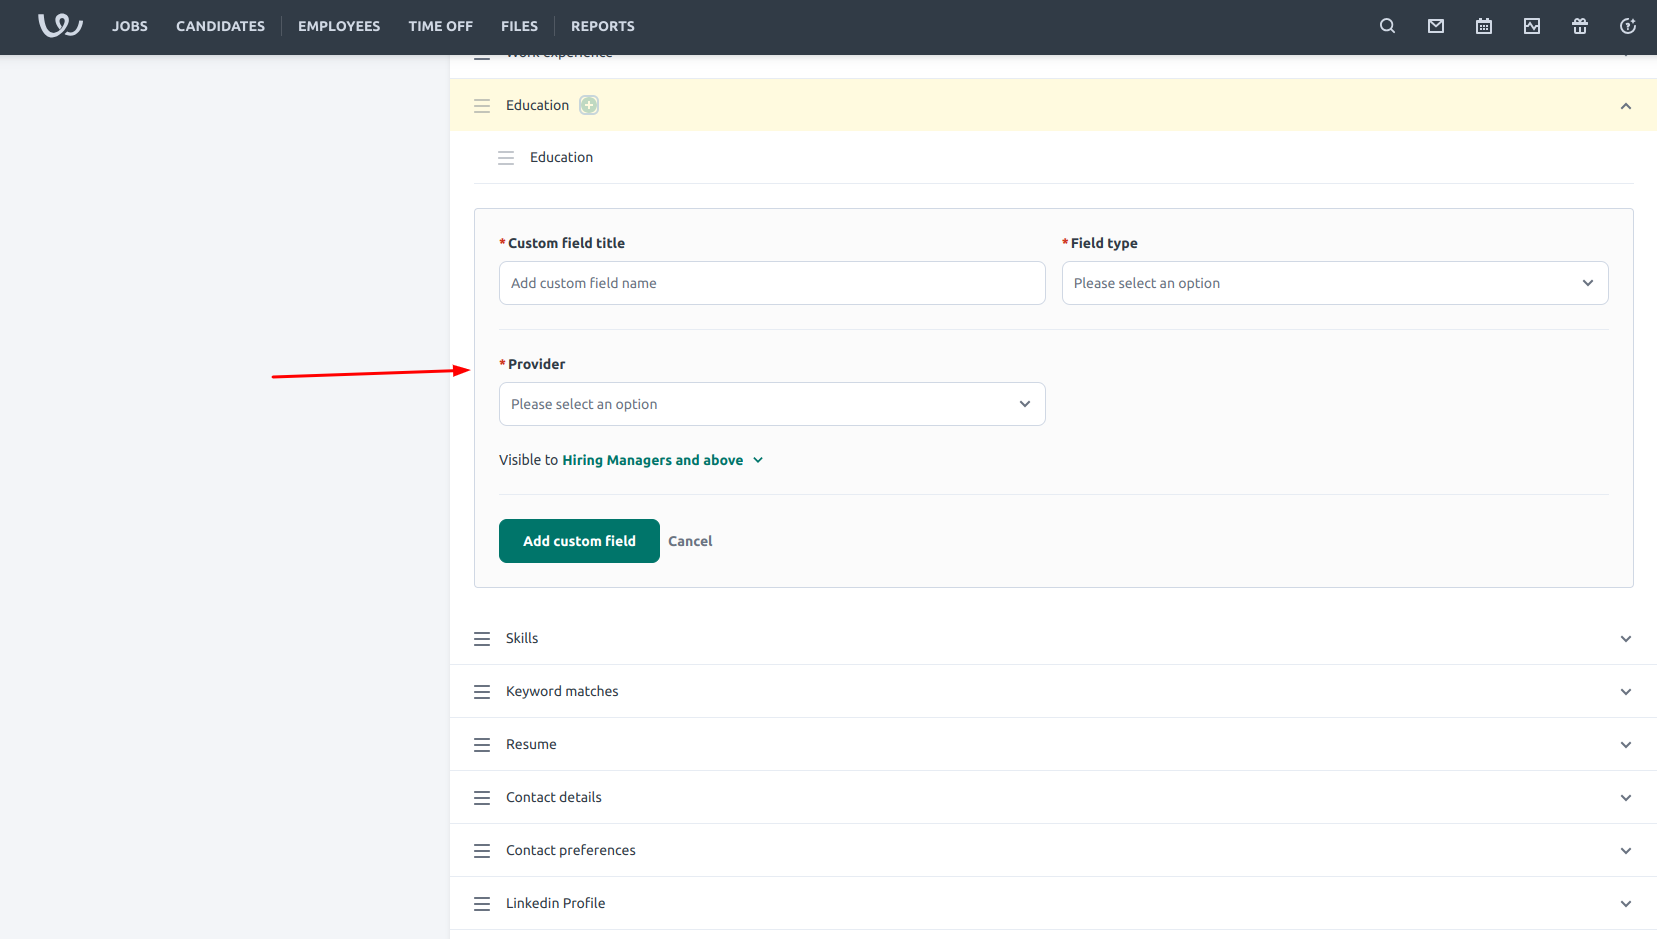 JOBS CANDIDATES EMPLOYEES TIME OFF FILES REPORTS
Work experience
Education
Education
*Custom field title *Field type
Add custom field name Please select an option
*Provider
Please select an option
Visible to Hiring Managers and above
Add custom field Cancel
Skills
Keyword matches
Resume
Contact details
Contact preferences
Linkedin Profile